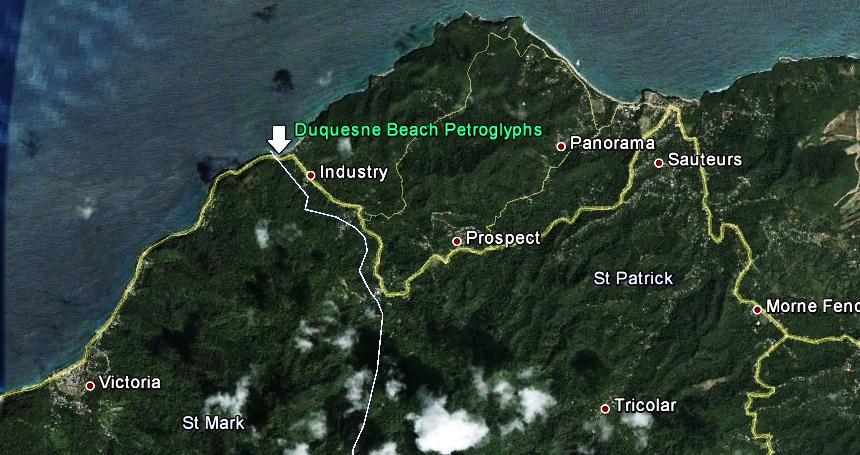 Duquesne Beach Petroglyphs
Panorama
Sauteurs
Industry
Prospect
St Patrick
Morne Fend
Victoria
Tricolar
St Mark